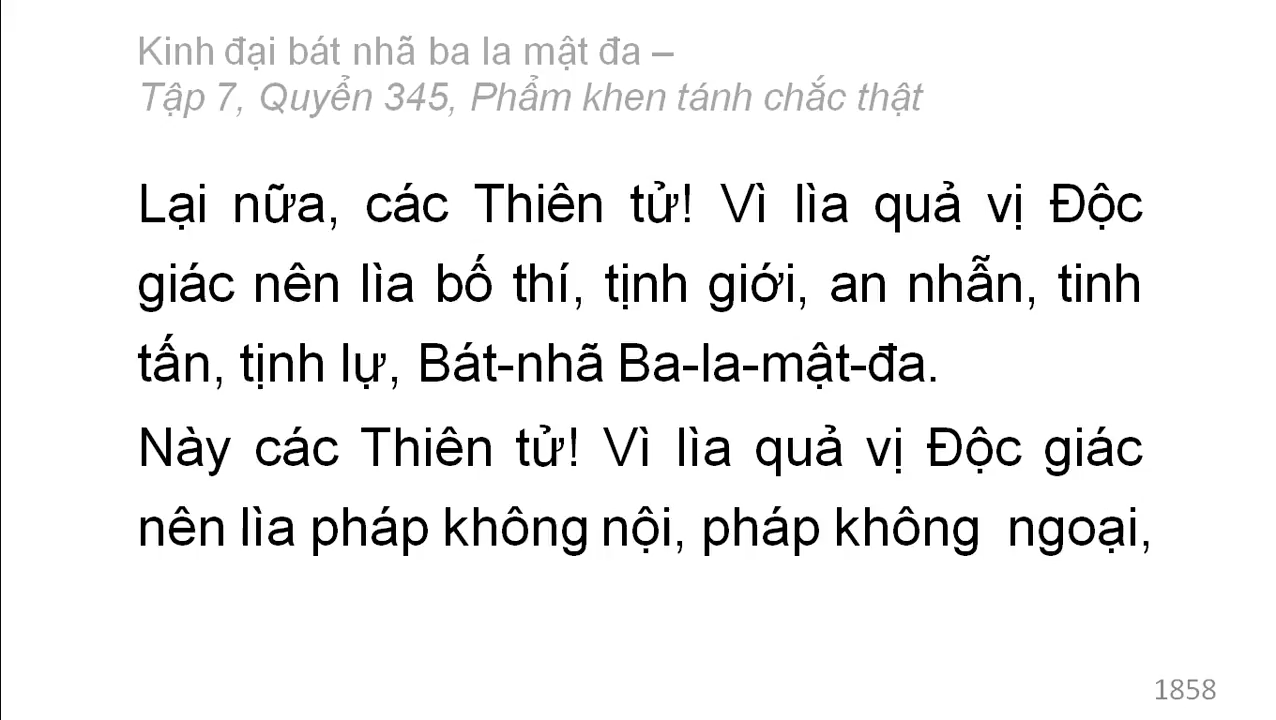 Kinh đại bát nhã ba la mật đa –
Tập 7, Quyển 345, Phẩm khen tánh chắc thật
Lại nữa, các Thiên tử! Vì lìa quả vị Độc
giác nên lìa bố thí, tịnh giới, an nhẫn, tinh
tấn, tịnh lự, Bát-nhã Ba-la-mật-đa.
Này các Thiên tử! Vì lìa quả vị Độc giác
nên lìa pháp không nội, pháp không ngoại,
1858